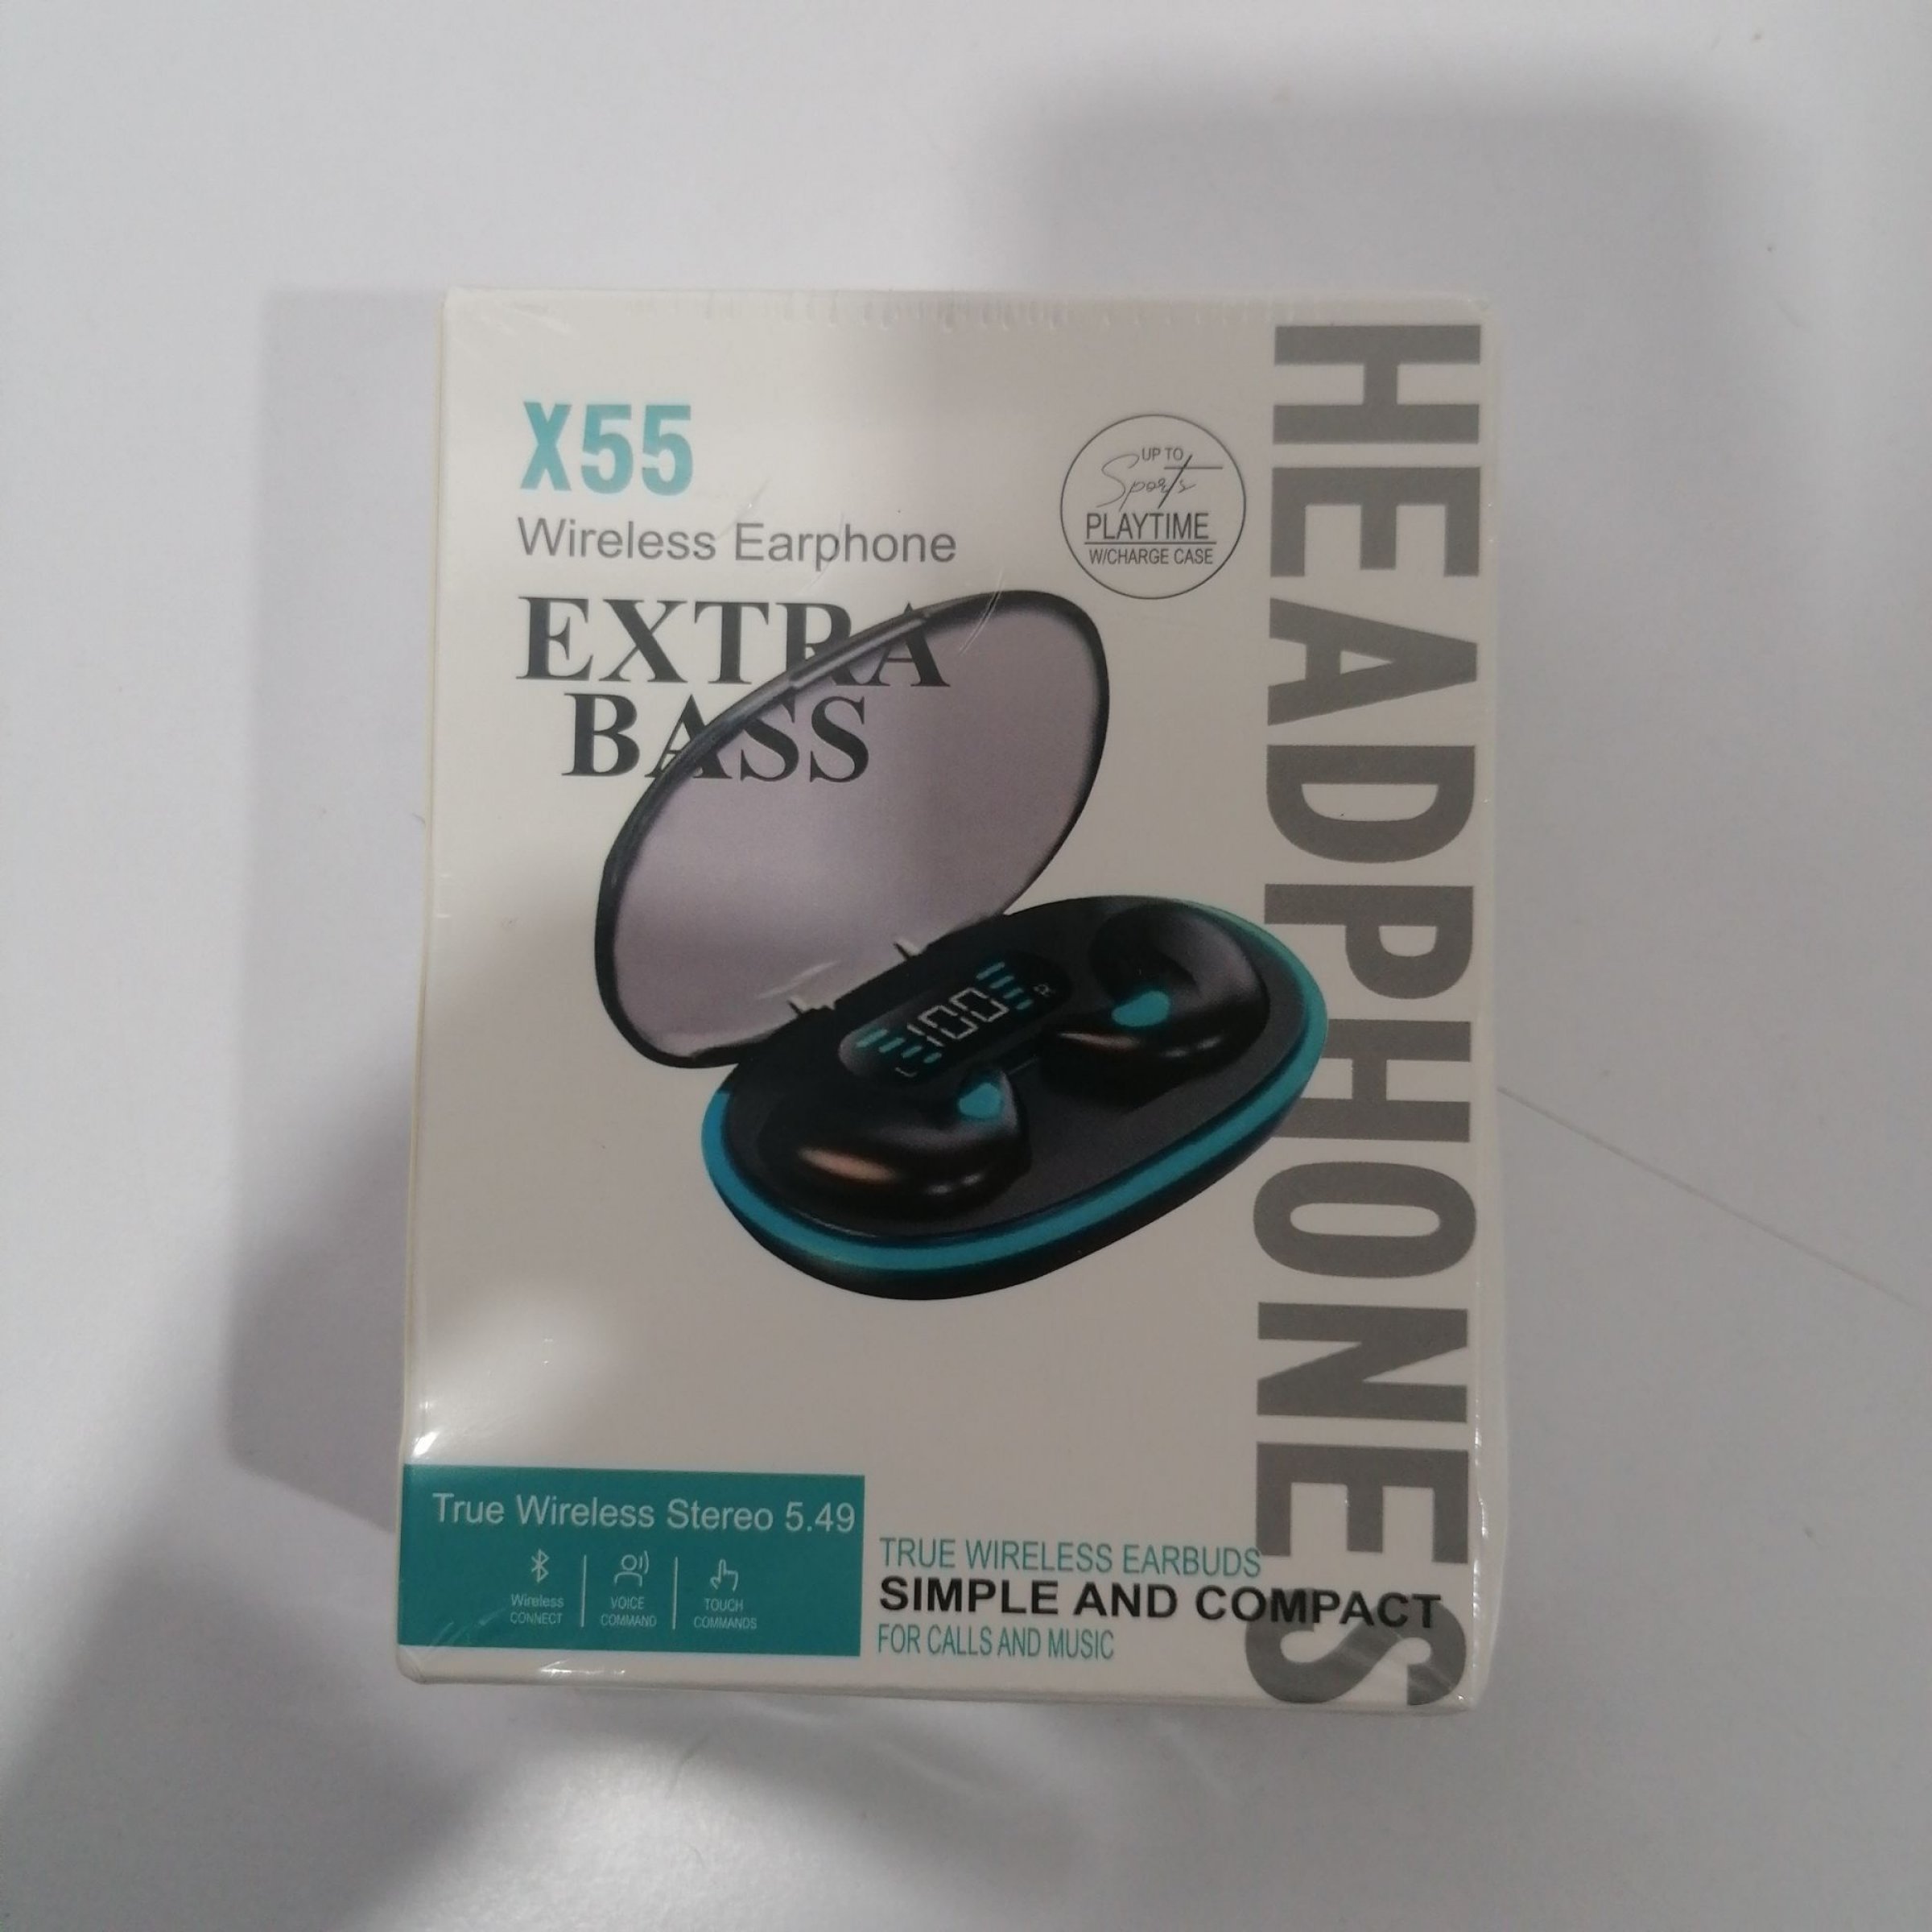 X55
Wireless Earphone
EXTRA
BASS
UP TO
Sports
PLAYTIME
W/CHARGE CASE
HEADPHONES
L 100 R
True Wireless Stereo 5.49
Wireless
CONNECT
VOICE
COMMAND
TOUCH
COMMANDS
TRUE WIRELESS EARBUDS
SIMPLE AND COMPACT
FOR CALLS AND MUSIC